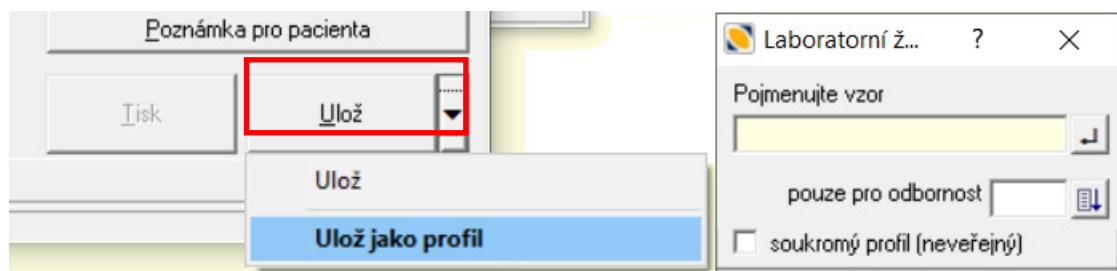 Poznámka pro pacienta
Tisk
Ulož
Ulož
Ulož jako profil
Laboratorní ž... ?
Pojmenujte vzor
pouze pro odbornost
soukromý profil (neveřejný)